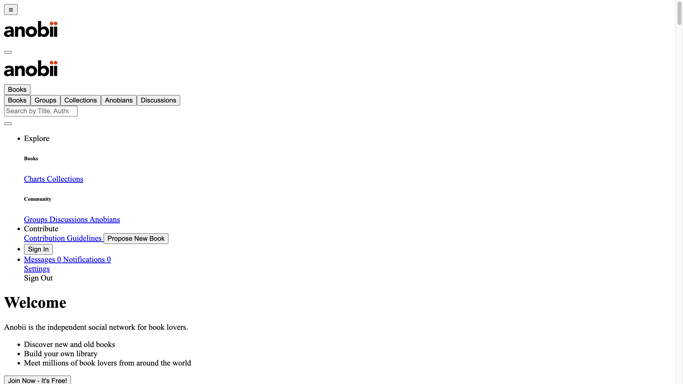 ≡
anobii
anobii
Books
Books Groups Collections Anobians Discussions
Search by Title, Autho
Explore
Books
Charts Collections
Community
Groups Discussions Anobians
Contribute
Contribution Guidelines Propose New Book
Sign In
Messages 0 Notifications 0
Settings
Sign Out
Welcome
Anobii is the independent social network for book lovers.
Discover new and old books
Build your own library
Meet millions of book lovers from around the world
Join Now - It's Free!